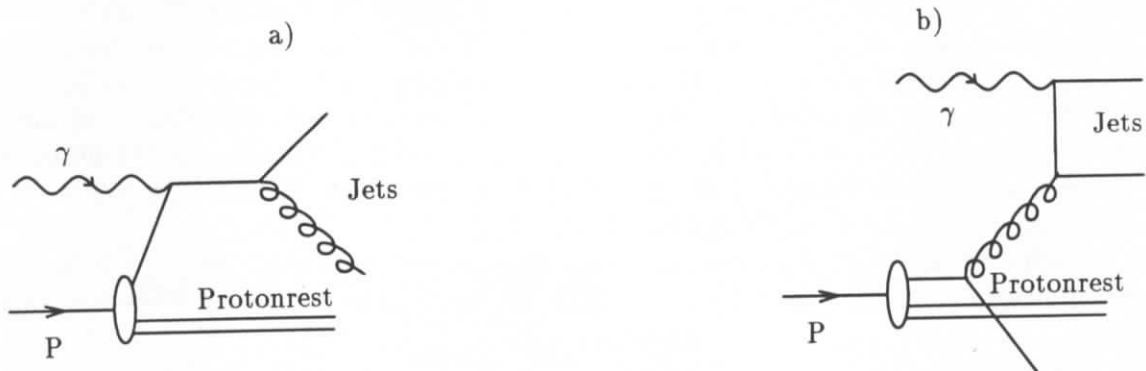 a)
γ
Jets
Protonrest
P
b)
γ
Jets
Protonrest
P